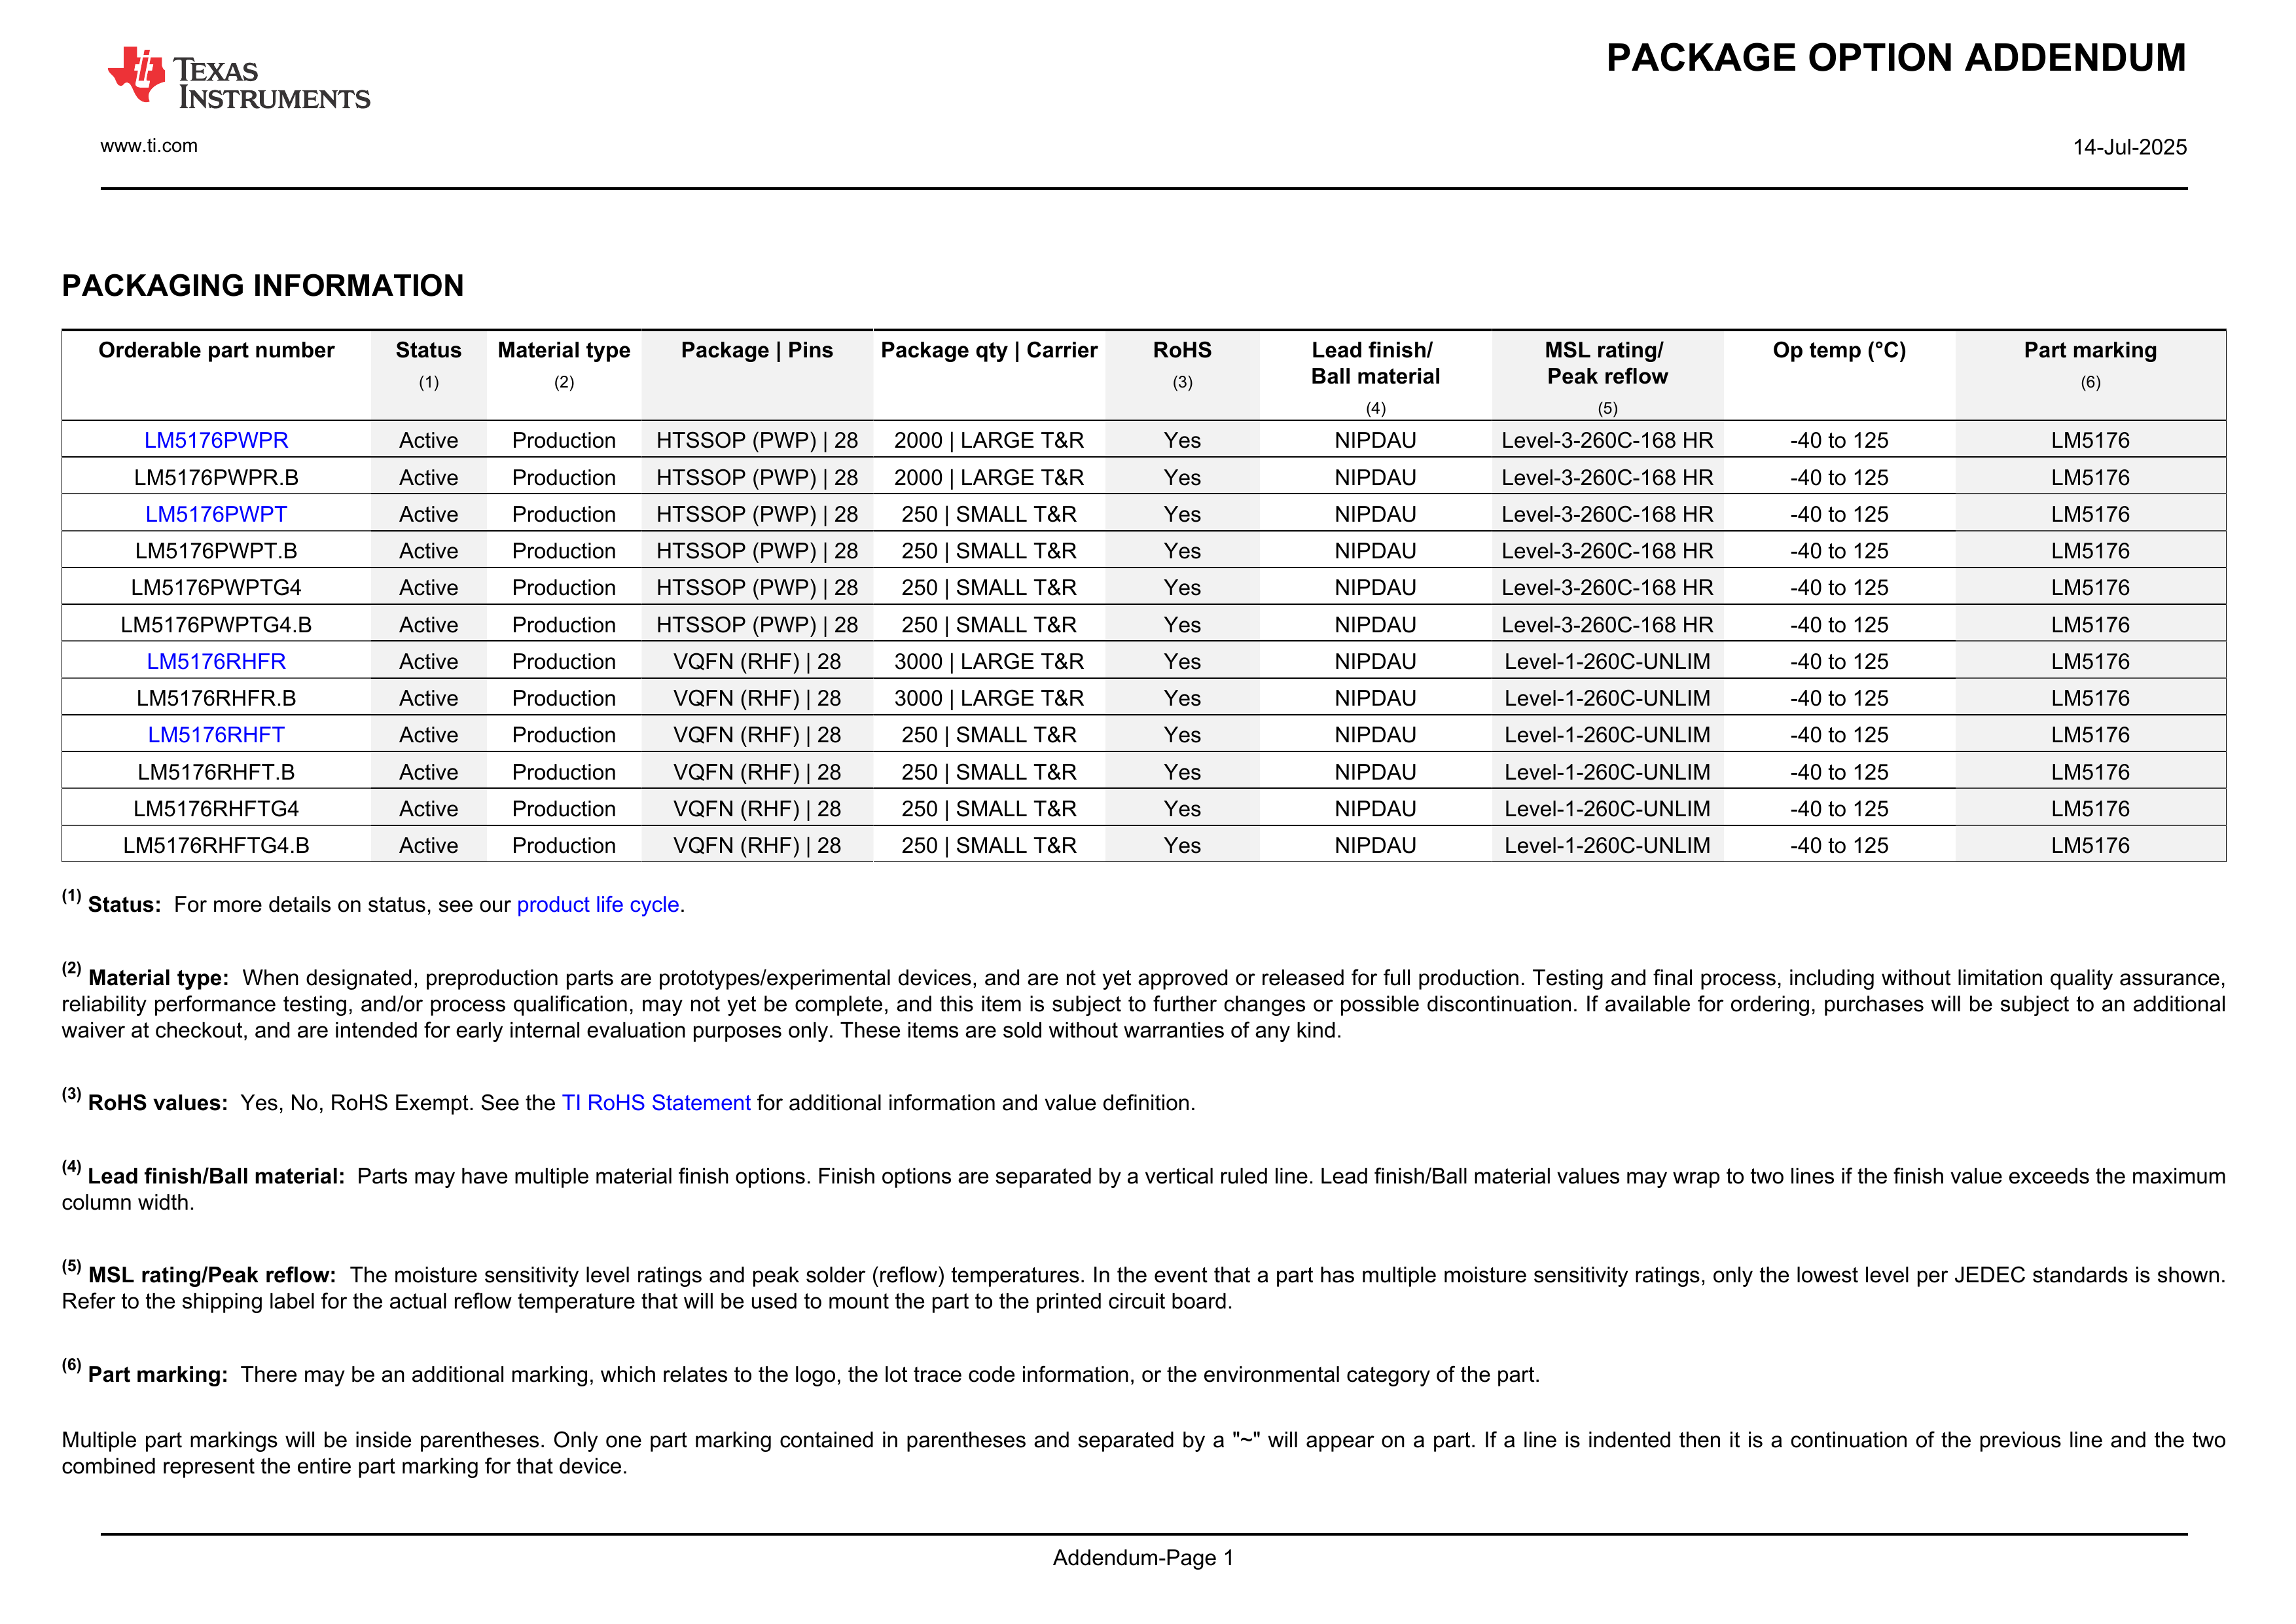 TEXAS
INSTRUMENTS
PACKAGE OPTION ADDENDUM
www.ti.com
14-Jul-2025
PACKAGING INFORMATION
Orderable part number Status Material type Package | Pins Package qty | Carrier RoHS Lead finish/ MSL rating/ Op temp (°C) Part marking
Ball material Peak reflow
(1) (2) (3) (6)
(4) (5)
LM5176PWPR Active Production HTSSOP (PWP) | 28 2000 | LARGE T&R Yes NIPDAU Level-3-260C-168 HR -40 to 125 LM5176
LM5176PWPR.B Active Production HTSSOP (PWP) | 28 2000 | LARGE T&R Yes NIPDAU Level-3-260C-168 HR -40 to 125 LM5176
LM5176PWPT Active Production HTSSOP (PWP) | 28 250 | SMALL T&R Yes NIPDAU Level-3-260C-168 HR -40 to 125 LM5176
LM5176PWPT.B Active Production HTSSOP (PWP) | 28 250 | SMALL T&R Yes NIPDAU Level-3-260C-168 HR -40 to 125 LM5176
LM5176PWPTG4 Active Production HTSSOP (PWP) | 28 250 | SMALL T&R Yes NIPDAU Level-3-260C-168 HR -40 to 125 LM5176
LM5176PWPTG4.B Active Production HTSSOP (PWP) | 28 250 | SMALL T&R Yes NIPDAU Level-3-260C-168 HR -40 to 125 LM5176
LM5176RHFR Active Production VQFN (RHF) | 28 3000 | LARGE T&R Yes NIPDAU Level-1-260C-UNLIM -40 to 125 LM5176
LM5176RHFR.B Active Production VQFN (RHF) | 28 3000 | LARGE T&R Yes NIPDAU Level-1-260C-UNLIM -40 to 125 LM5176
LM5176RHFT Active Production VQFN (RHF) | 28 250 | SMALL T&R Yes NIPDAU Level-1-260C-UNLIM -40 to 125 LM5176
LM5176RHFT.B Active Production VQFN (RHF) | 28 250 | SMALL T&R Yes NIPDAU Level-1-260C-UNLIM -40 to 125 LM5176
LM5176RHFTG4 Active Production VQFN (RHF) | 28 250 | SMALL T&R Yes NIPDAU Level-1-260C-UNLIM -40 to 125 LM5176
LM5176RHFTG4.B Active Production VQFN (RHF) | 28 250 | SMALL T&R Yes NIPDAU Level-1-260C-UNLIM -40 to 125 LM5176
(1) Status: For more details on status, see our product life cycle.
(2) Material type: When designated, preproduction parts are prototypes/experimental devices, and are not yet approved or released for full production. Testing and final process, including without limitation quality assurance,
reliability performance testing, and/or process qualification, may not yet be complete, and this item is subject to further changes or possible discontinuation. If available for ordering, purchases will be subject to an additional
waiver at checkout, and are intended for early internal evaluation purposes only. These items are sold without warranties of any kind.
(3) RoHS values: Yes, No, RoHS Exempt. See the TI RoHS Statement for additional information and value definition.
(4) Lead finish/Ball material: Parts may have multiple material finish options. Finish options are separated by a vertical ruled line. Lead finish/Ball material values may wrap to two lines if the finish value exceeds the maximum
column width.
(5) MSL rating/Peak reflow: The moisture sensitivity level ratings and peak solder (reflow) temperatures. In the event that a part has multiple moisture sensitivity ratings, only the lowest level per JEDEC standards is shown.
Refer to the shipping label for the actual reflow temperature that will be used to mount the part to the printed circuit board.
(6) Part marking: There may be an additional marking, which relates to the logo, the lot trace code information, or the environmental category of the part.
Multiple part markings will be inside parentheses. Only one part marking contained in parentheses and separated by a "~" will appear on a part. If a line is indented then it is a continuation of the previous line and the two
combined represent the entire part marking for that device.
Addendum-Page 1